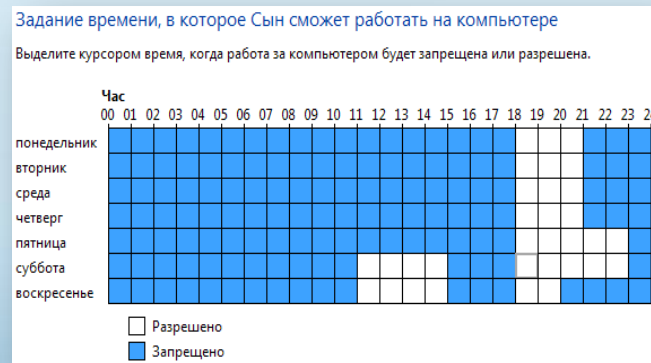 Задание времени, в которое Сын сможет работать на компьютере
Выделите курсором время, когда работа за компьютером будет запрещена или разрешена.
Час
00 01 02 03 04 05 06 07 08 09 10 11 12 13 14 15 16 17 18 19 20 21 22 23 24
понедельник
вторник
среда
четверг
пятница
суббота
воскресенье
Разрешено
Запрещено